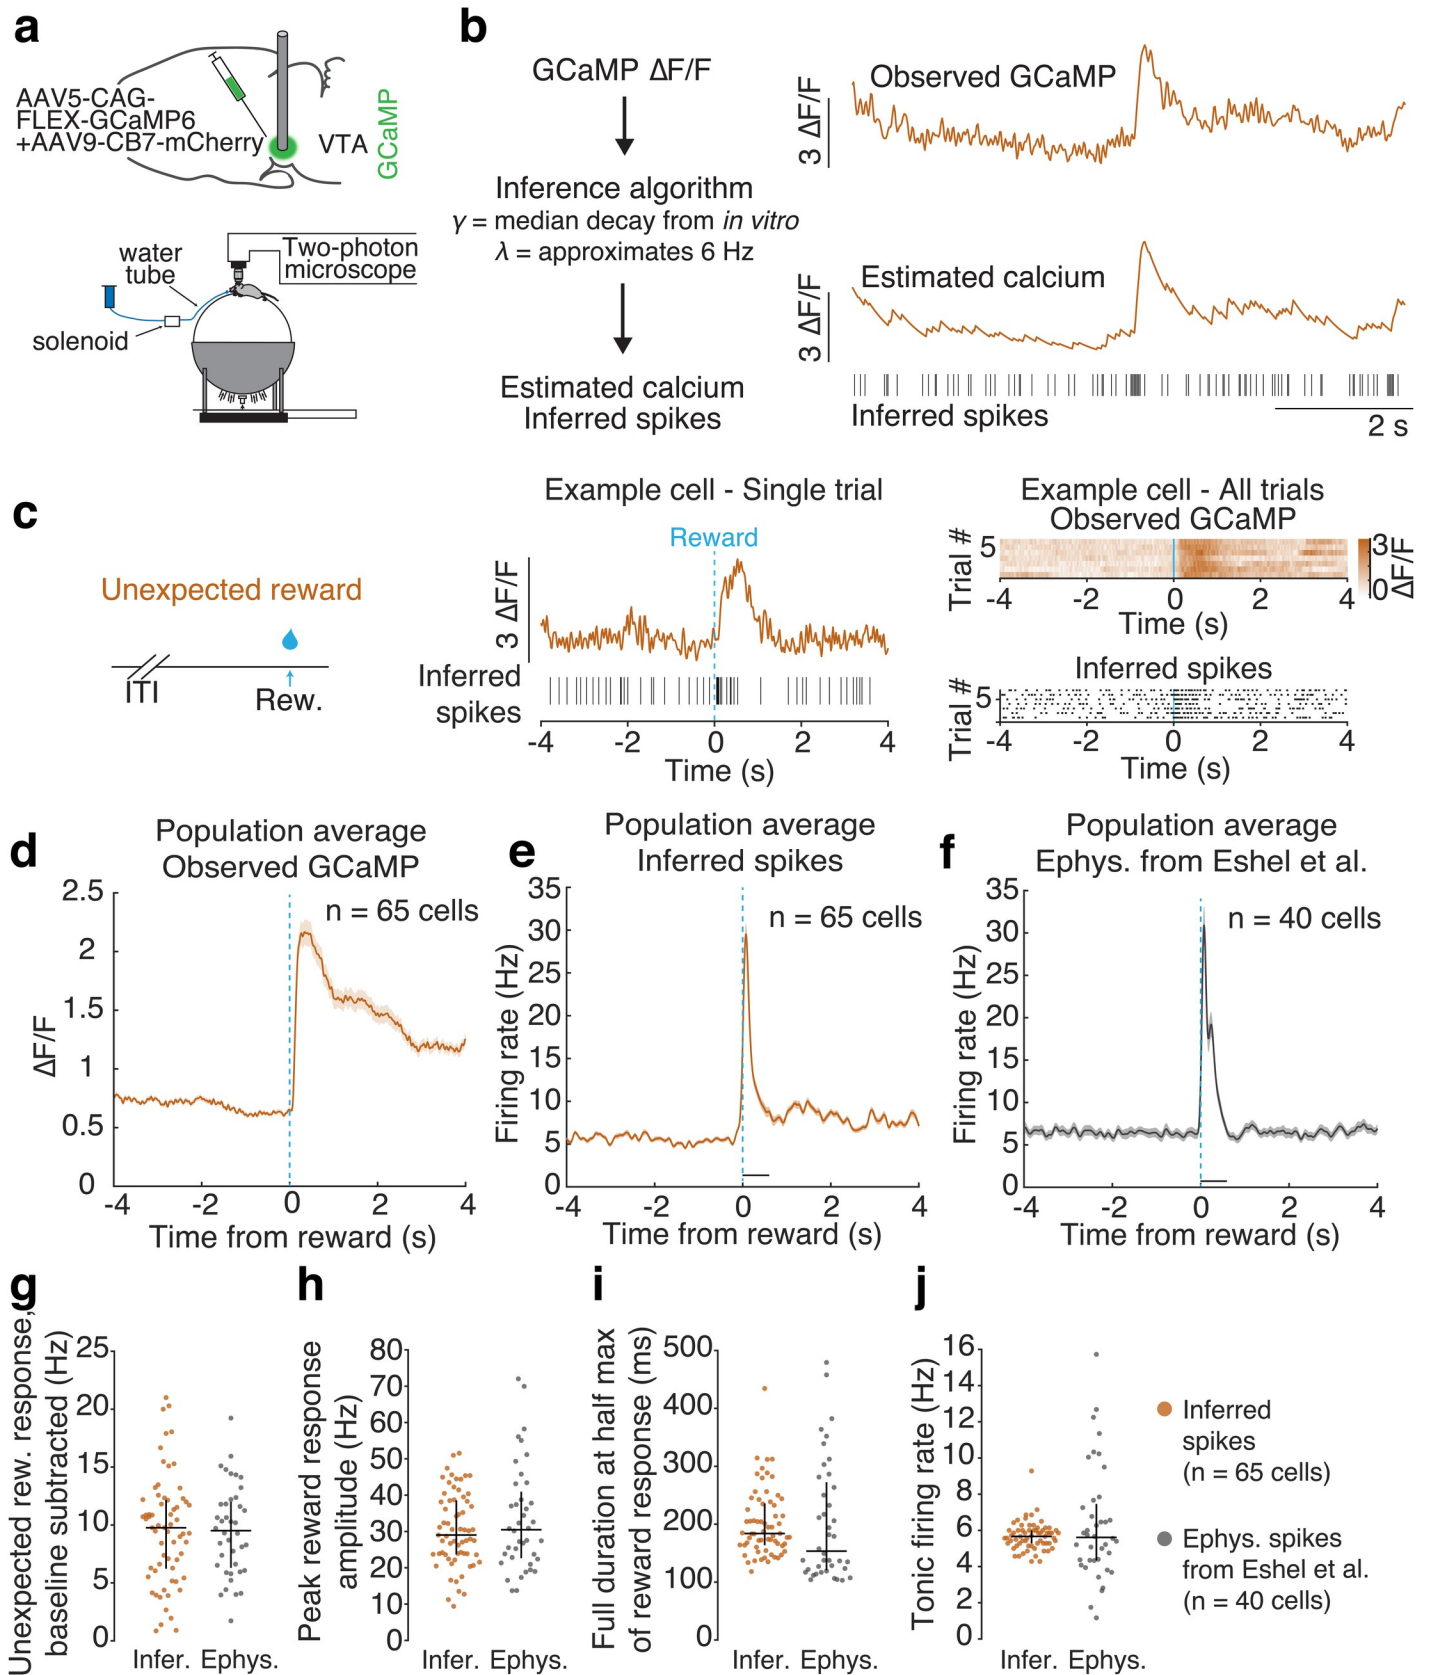 a
AAV5-CAG-
FLEX-GCaMP6
+AAV9-CB7-mCherry
VTA
GCaMP
water
tube
solenoid
Two-photon
microscope
b
GCaMP ΔF/F
Inference algorithm
γ = median decay from in vitro
λ = approximates 6 Hz
Estimated calcium
Inferred spikes
3 ΔF/F
Observed GCaMP
3 ΔF/F
Estimated calcium
Inferred spikes
2 s
c
Unexpected reward
ITI
Rew.
Example cell - Single trial
Reward
3 ΔF/F
Inferred
spikes
-4 -2 0 2 4
Time (s)
Example cell - All trials
Observed GCaMP
Trial #
5
3
0
ΔF/F
-4 -2 0 2 4
Time (s)
Inferred spikes
Trial #
5
-4 -2 0 2 4
Time (s)
d
Population average
Observed GCaMP
n = 65 cells
ΔF/F
2.5
2
1.5
1
0.5
0
-4 -2 0 2 4
Time from reward (s)
e
Population average
Inferred spikes
n = 65 cells
Firing rate (Hz)
35
30
25
20
15
10
5
0
-4 -2 0 2 4
Time from reward (s)
f
Population average
Ephys. from Eshel et al.
n = 40 cells
Firing rate (Hz)
35
30
25
20
15
10
5
0
-4 -2 0 2 4
Time from reward (s)
g
Unexpected rew. response,
baseline subtracted (Hz)
25
20
15
10
5
0
Infer. Ephys.
h
Peak reward response
amplitude (Hz)
80
70
60
50
40
30
20
10
0
Infer. Ephys.
i
Full duration at half max
of reward response (ms)
500
400
300
200
100
0
Infer. Ephys.
j
Tonic firing rate (Hz)
16
14
12
10
8
6
4
2
0
Infer. Ephys.
Inferred
spikes
(n = 65 cells)
Ephys. spikes
from Eshel et al.
(n = 40 cells)